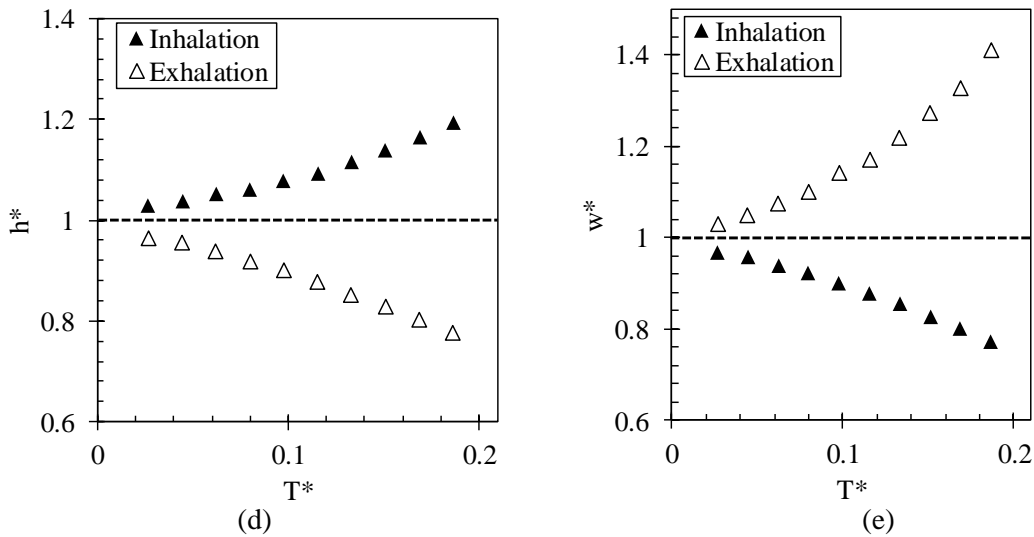 1.4
Inhalation
Exhalation
1.2
1
0.8
0.6
h*
0
0.1
0.2
T*
(d)
Inhalation
Exhalation
1.4
1.2
1
0.8
0.6
w*
0
0.1
0.2
T*
(e)